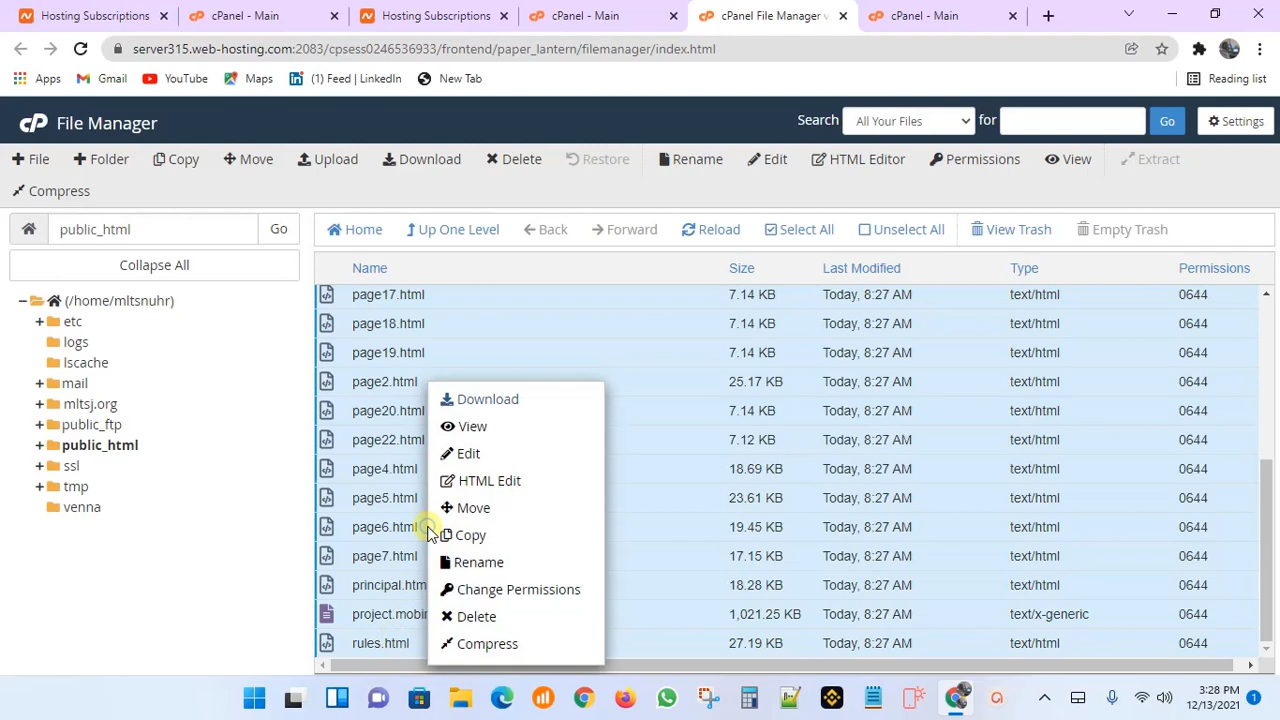 Hosting Subscriptions
cPanel - Main
Hosting Subscriptions
cPanel - Main
cPanel File Manager v
cPanel - Main
server315.web-hosting.com:2083/cpsess0246536933/frontend/paper_lantern/filemanager/index.html
Apps
Gmail
YouTube
Maps
(1) Feed | LinkedIn
New Tab
Reading list
cP File Manager
Search All Your Files for Go Settings
File Folder Copy Move Upload Download Delete Restore Rename Edit HTML Editor Permissions View Extract
Compress
public_html Go
Collapse All
(/home/mltsnuhr)
etc
logs
lscache
mail
mltsj.org
public_ftp
public_html
ssl
tmp
venna
Home Up One Level Back Forward Reload Select All Unselect All View Trash Empty Trash
Name Size Last Modified Type Permissions
page17.html 7.14 KB Today, 8:27 AM text/html 0644
page18.html 7.14 KB Today, 8:27 AM text/html 0644
page19.html 7.14 KB Today, 8:27 AM text/html 0644
page2.html 25.17 KB Today, 8:27 AM text/html 0644
page20.html 7.14 KB Today, 8:27 AM text/html 0644
page22.html 7.12 KB Today, 8:27 AM text/html 0644
page4.html 18.69 KB Today, 8:27 AM text/html 0644
page5.html 23.61 KB Today, 8:27 AM text/html 0644
page6.html 19.45 KB Today, 8:27 AM text/html 0644
page7.html 17.15 KB Today, 8:27 AM text/html 0644
principal.htm 18.28 KB Today, 8:27 AM text/html 0644
project.mobir 1,021.25 KB Today, 8:27 AM text/x-generic 0644
rules.html 27.19 KB Today, 8:27 AM text/html 0644
Download
View
Edit
HTML Edit
Move
Copy
Rename
Change Permissions
Delete
Compress
3:28 PM
12/13/2021
1